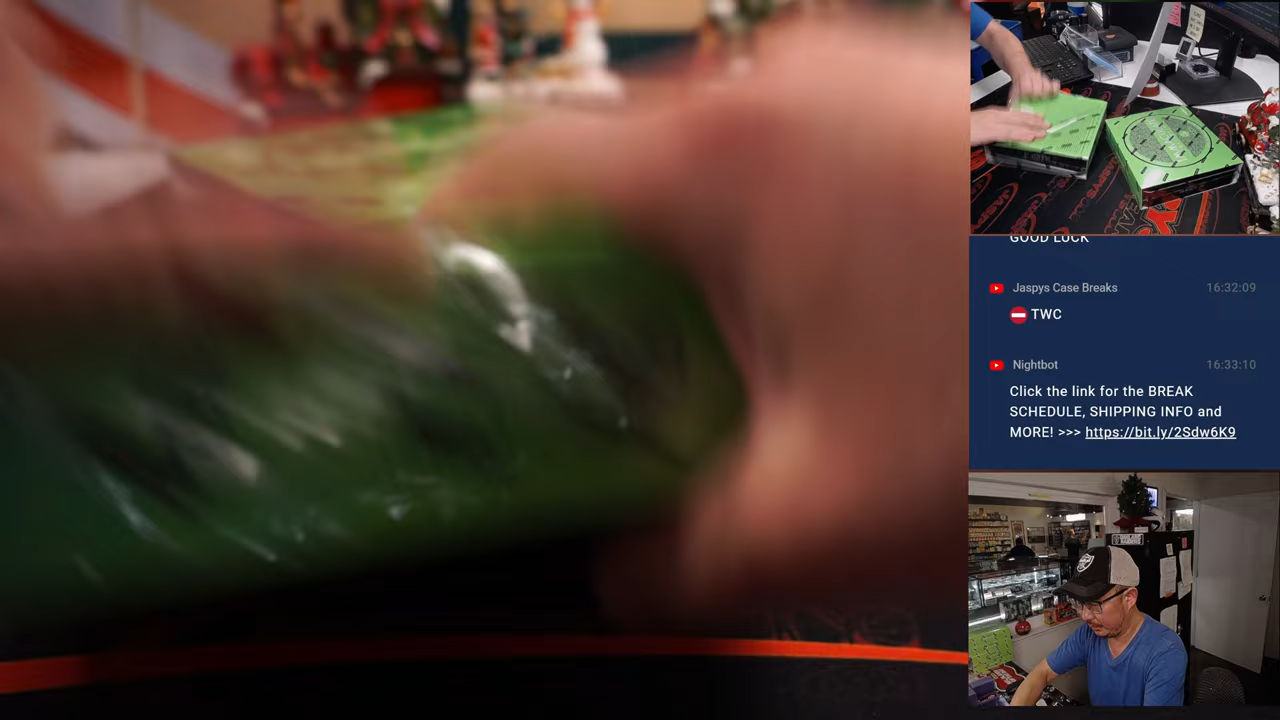 GOOD LUCK
Jaspys Case Breaks 16:32:09
TWC
Nightbot 16:33:10
Click the link for the BREAK
SCHEDULE, SHIPPING INFO and
MORE! >>> https://bit.ly/2Sdw6K9